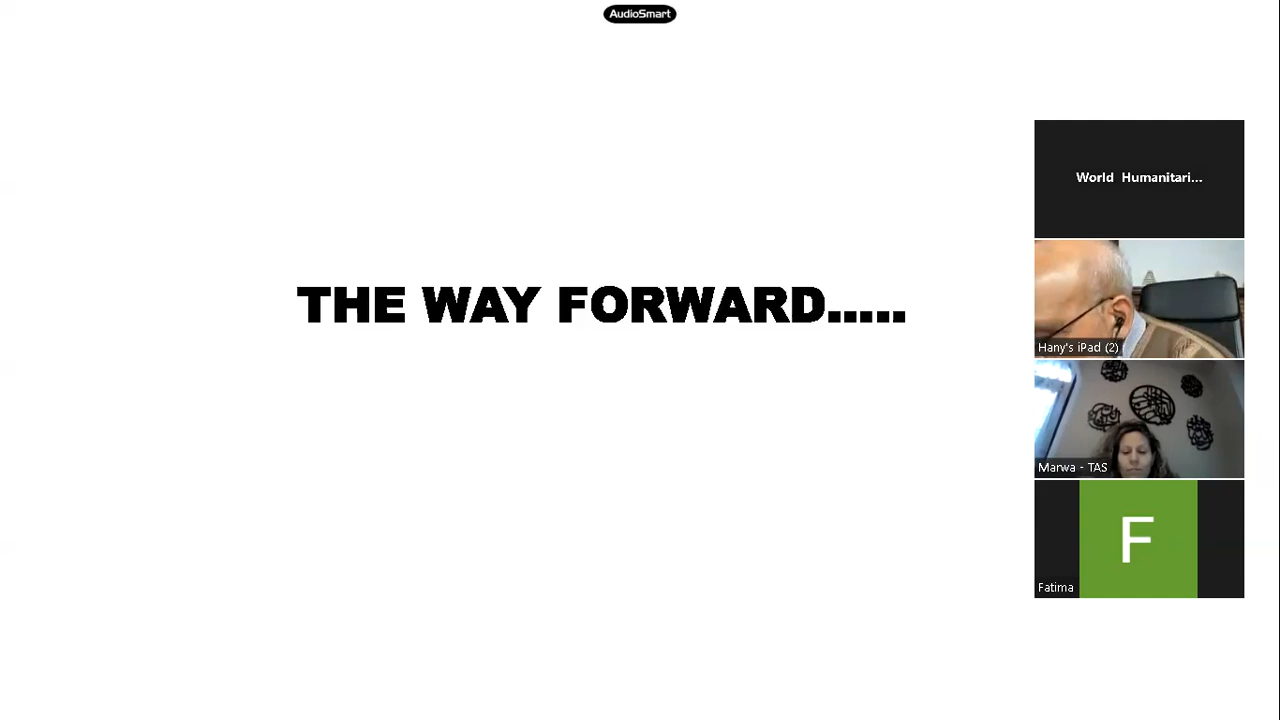 AudioSmart
THE WAY FORWARD.....
World Humanitari...
Hany's iPad (2)
Marwa - TAS
F
Fatima